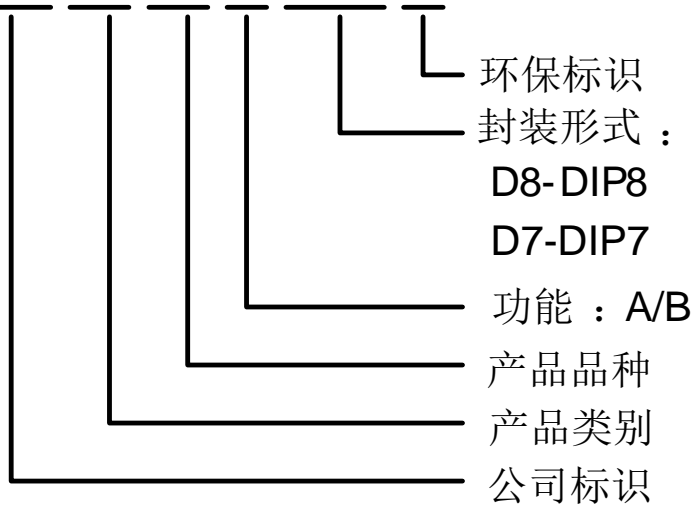 环保标识
封装形式：
D8-DIP8
D7-DIP7
功能：A/B
产品品种
产品类别
公司标识